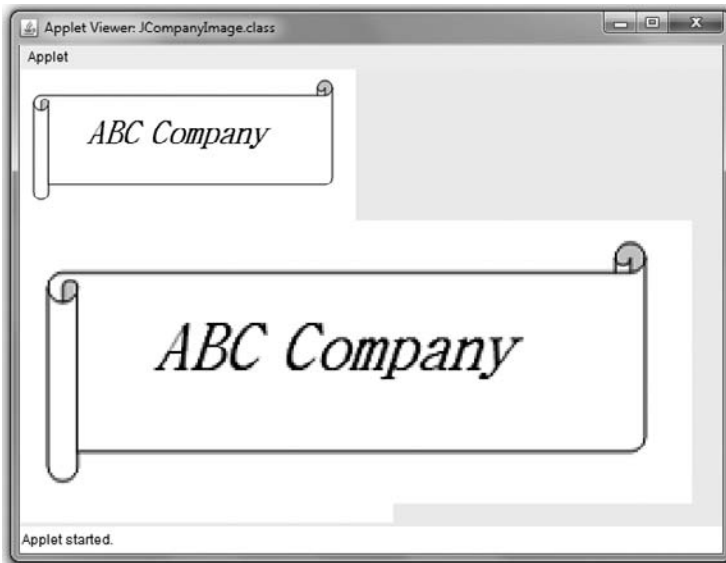 Applet Viewer: JCompanyImage.class
Applet
ABC Company
ABC Company
Applet started.